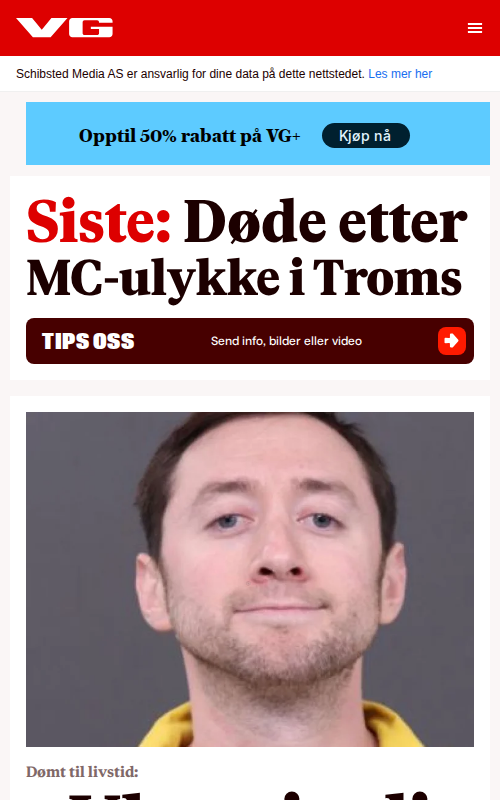 VG
Schibsted Media AS er ansvarlig for dine data på dette nettstedet. Les mer her
Opptil 50% rabatt på VG+ Kjøp nå
Siste: Døde etter
MC-ulykke i Troms
TIPS OSS Send info, bilder eller video
Dømt til livstid: